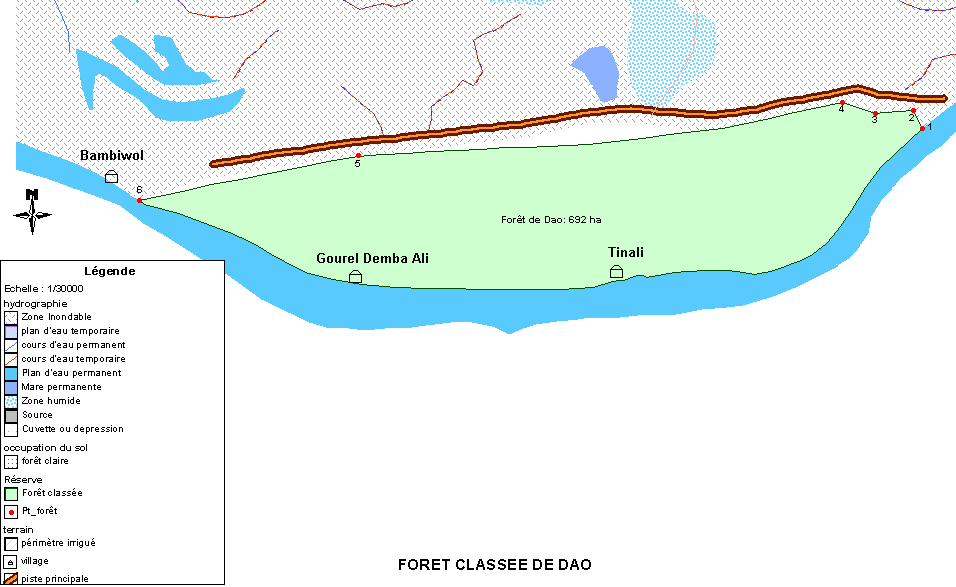 4
3
2
1
Bambiwol
5
6
N
Forêt de Dao: 692 ha
Gourel Demba Ali
Tinali
Légende
Echelle : 1/30000
hydrographie
Zone Inondable
plan d'eau temporaire
cours d'eau permanent
cours d'eau temporaire
Plan d'eau permanent
Mare permanente
Zone humide
Source
Cuvette ou depression
occupation du sol
forêt claire
Réserve
Forêt classée
Pt_forêt
terrain
périmètre irrigué
village
piste principale
FORET CLASSEE DE DAO